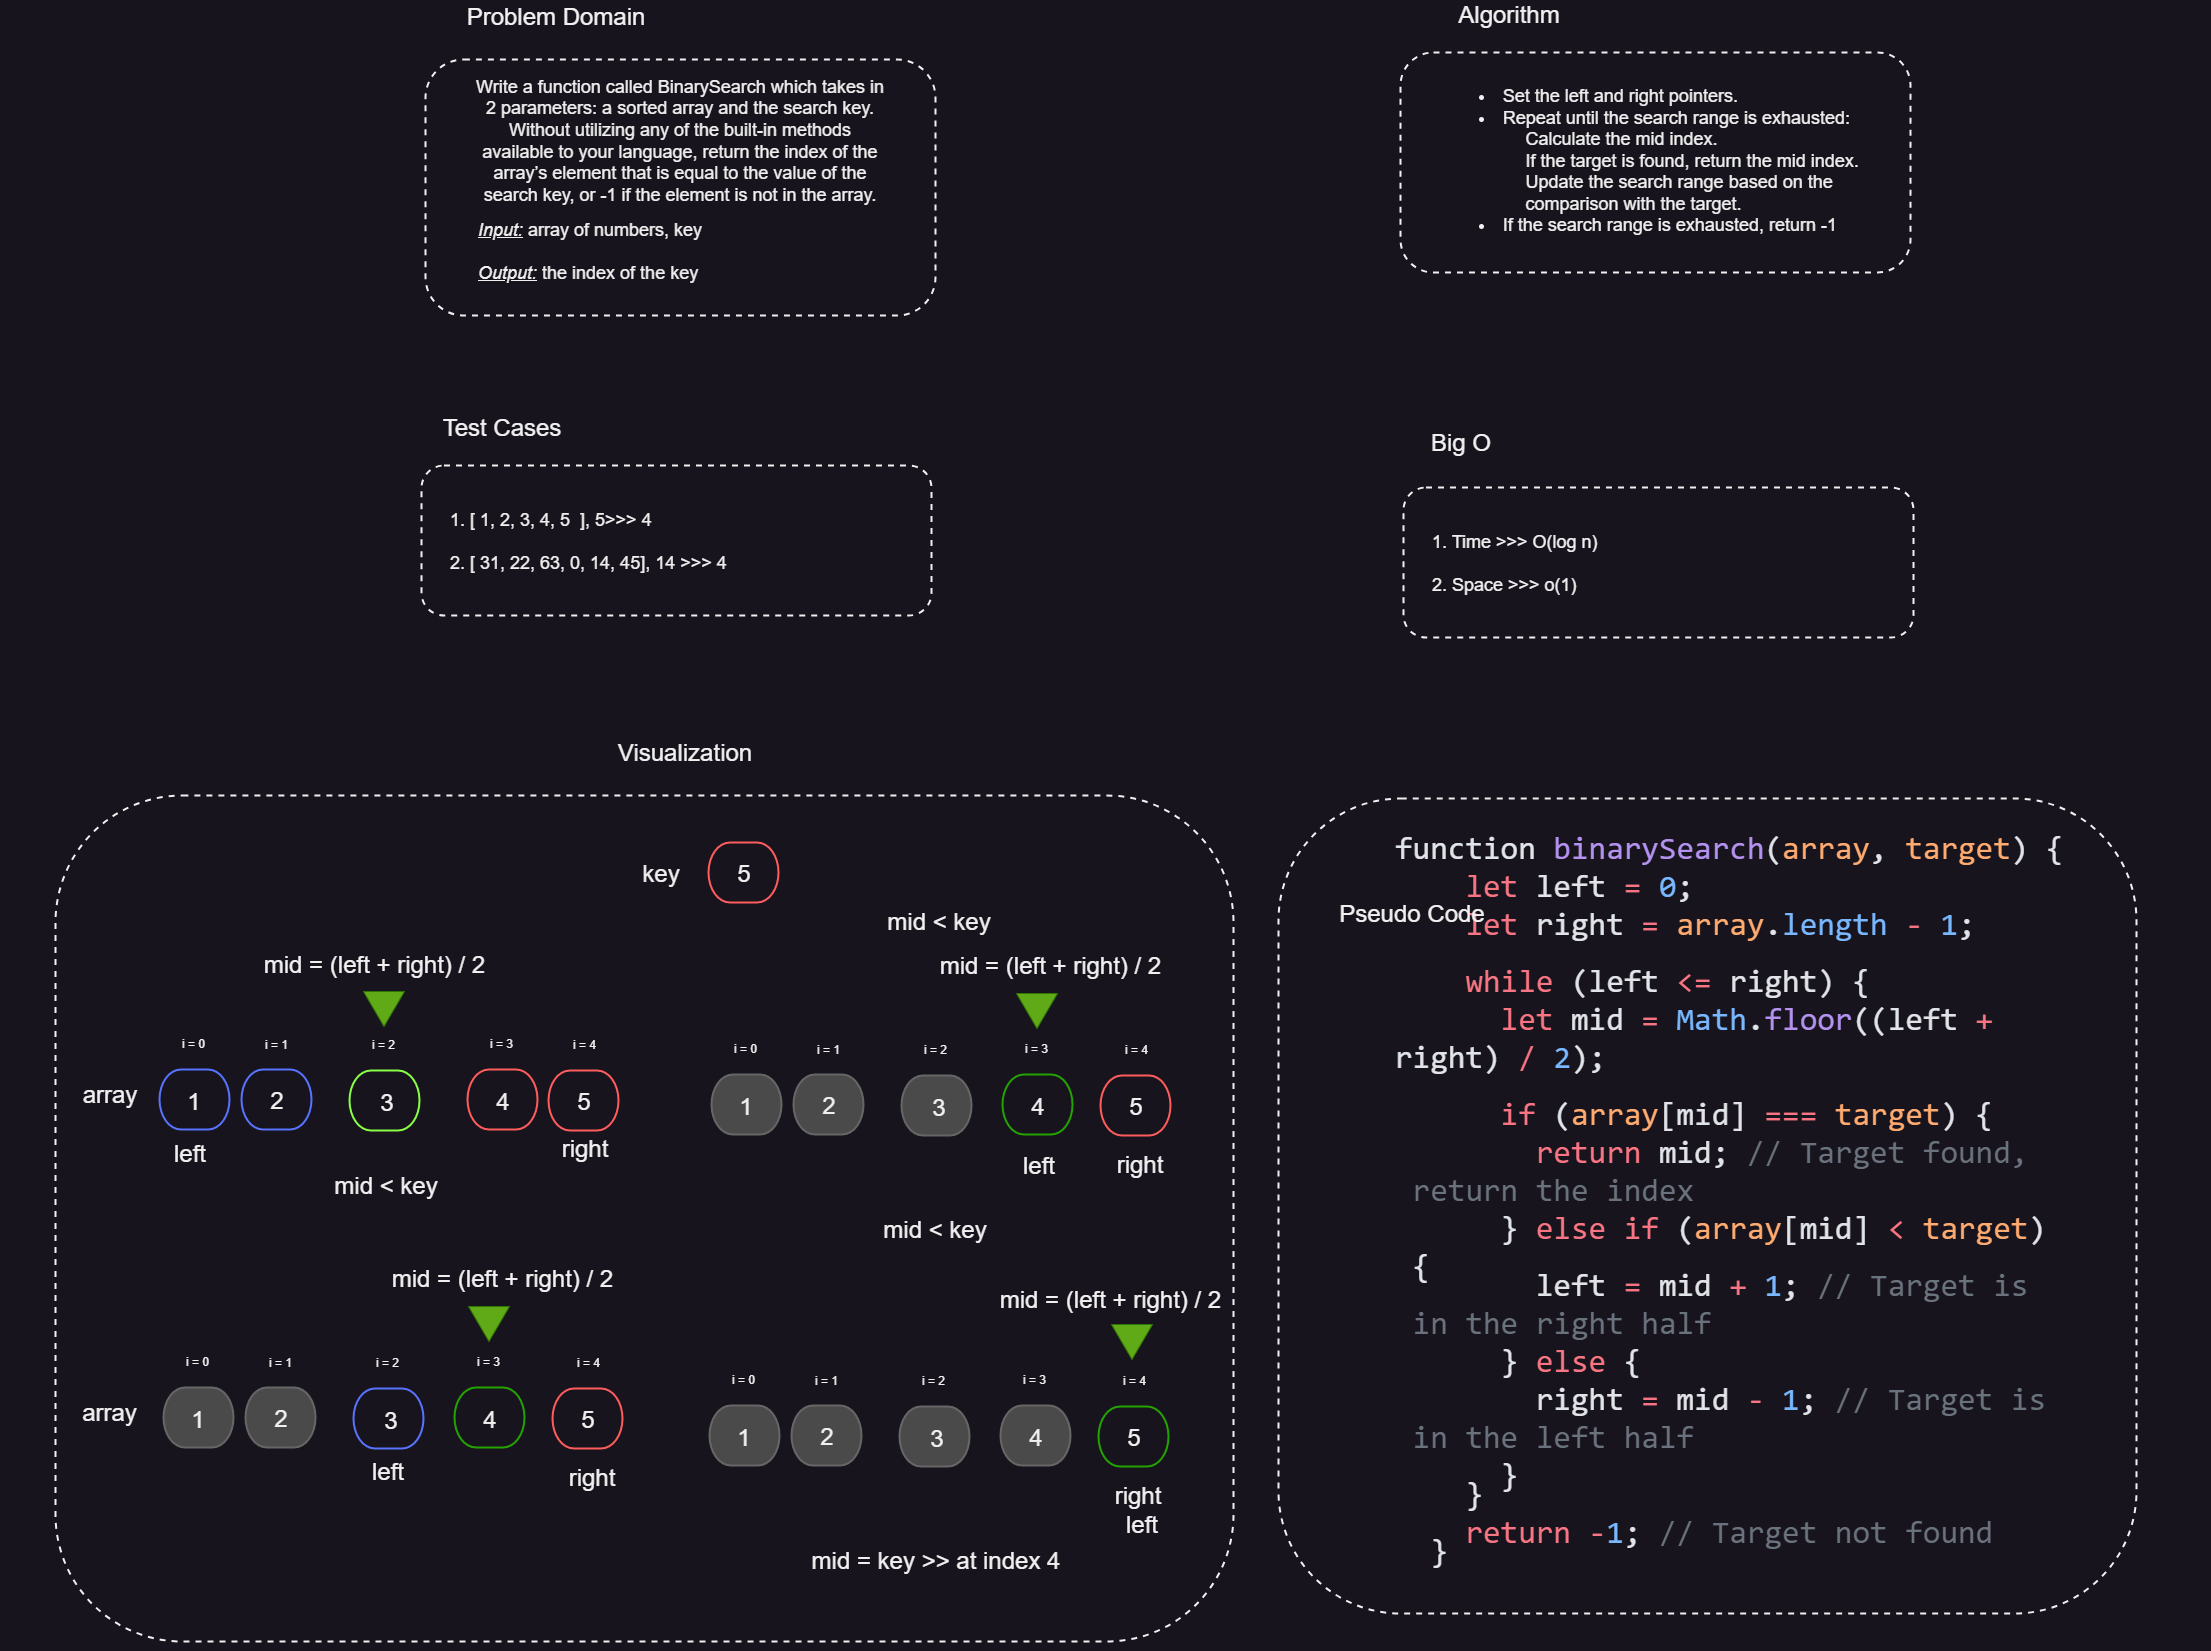 Problem Domain
Write a function called BinarySearch which takes in
2 parameters: a sorted array and the search key.
Without utilizing any of the built-in methods
available to your language, return the index of the
array's element that is equal to the value of the
search key, or -1 if the element is not in the array.
Input: array of numbers, key
Output: the index of the key
Algorithm
• Set the left and right pointers.
• Repeat until the search range is exhausted:
Calculate the mid index.
If the target is found, return the mid index.
Update the search range based on the
comparison with the target.
• If the search range is exhausted, return -1
Test Cases
1. [ 1, 2, 3, 4, 5  ], 5>>> 4
2. [ 31, 22, 63, 0, 14, 45], 14 >>> 4
Big O
1. Time >>> O(log n)
2. Space >>> o(1)
Visualization
key 5
mid = (left + right) / 2
i = 0 i = 1 i = 2 i = 3 i = 4
array 1 2 3 4 5
left right
mid < key
mid < key
mid = (left + right) / 2
i = 0 i = 1 i = 2 i = 3 i = 4
1 2 3 4 5
left right
mid < key
mid = (left + right) / 2
i = 0 i = 1 i = 2 i = 3 i = 4
array 1 2 3 4 5
left right
mid = (left + right) / 2
i = 0 i = 1 i = 2 i = 3 i = 4
1 2 3 4 5
right
left
mid = key >> at index 4
Pseudo Code
function binarySearch(array, target) {
let left = 0;
let right = array.length - 1;
while (left <= right) {
let mid = Math.floor((left +
right) / 2);
if (array[mid] === target) {
return mid; // Target found,
return the index
} else if (array[mid] < target)
{
left = mid + 1; // Target is
in the right half
} else {
right = mid - 1; // Target is
in the left half
}
}
return -1; // Target not found
}